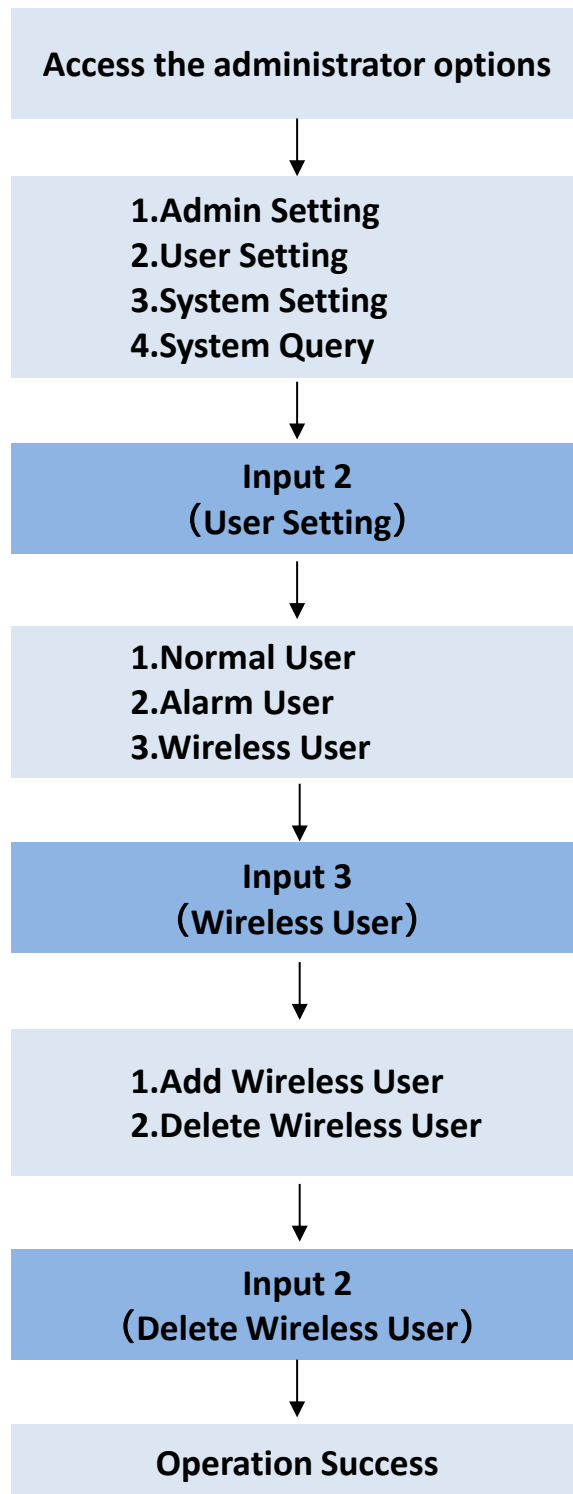 Access the administrator options
1.Admin Setting
2.User Setting
3.System Setting
4.System Query
Input 2
（User Setting）
1.Normal User
2.Alarm User
3.Wireless User
Input 3
（Wireless User）
1.Add Wireless User
2.Delete Wireless User
Input 2
（Delete Wireless User）
Operation Success